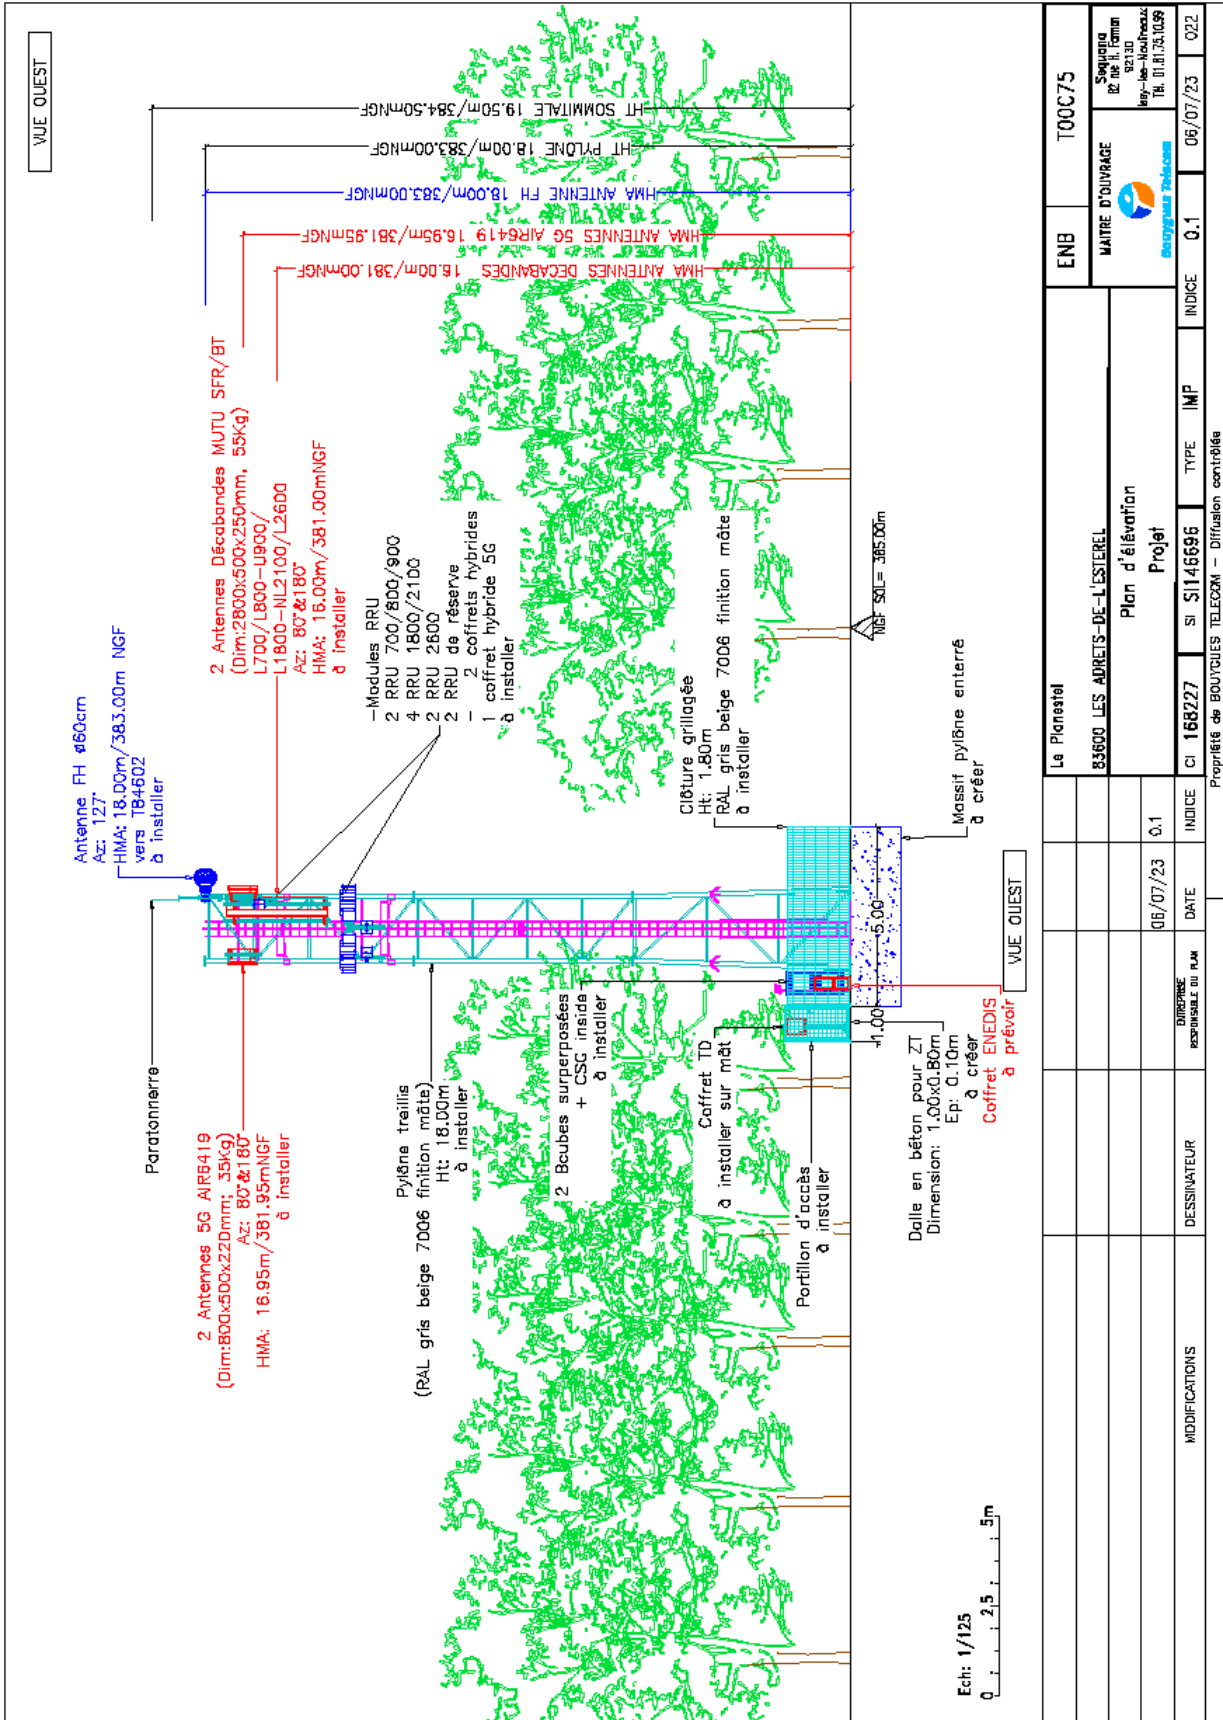 VUE OUEST
Paratonnerre
Antenne FH ø60cm
Az: 127°
HMA: 18.00m/383.00m NGF
vers T84602
à installer
2 Antennes 5G AIR6419
(Dim:800x500x220mm; 35Kg)
Az: 80°&180°
HMA: 16.95m/381.95mNGF
à installer
2 Antennes Décabandes MUTU SFR/BT
(Dim:2800x500x250mm, 55Kg)
L700/L800-U900/
L1800-NL2100/L2600
Az: 80°&180°
HMA: 16.00m/381.00mNGF
à installer
-Modules RRU
2 RRU 700/800/900
4 RRU 1800/2100
2 RRU 2600
2 RRU de réserve
- 2 coffrets hybrides
1 coffret hybride 5G
à installer
Pylône treillis
(RAL gris beige 7006 finition mâte)
Ht: 18.00m
à installer
2 Bcubes surperposées
+ CSC inside
à installer
Coffret TD
à installer sur mât
Portillon d'accès
à installer
Clôture grillagée
Ht: 1.80m
RAL gris beige 7006 finition mâte
à installer
HT SOMMITALE 19.50m/384.50mNGF
HT PYLÔNE 18.00m/383.00mNGF
HMA ANTENNE FH 18.00m/383.00mNGF
HMA ANTENNES 5G AIR6419 16.95m/381.95mNGF
HMA ANTENNES DECABANDES 16.00m/381.00mNGF
NGF SOL= 365.00m
1.00
5.00
Dalle en béton pour ZT
Dimension: 1.00x0.80m
Ep: 0.10m
à créer
Coffret ENEDIS
à prévoir
Massif pylône enterré
à créer
VUE OUEST
Ech: 1/125
0 2,5 5m
MODIFICATIONS
DESSINATEUR
ENTREPRISE
RESPONSABLE DU PLAN
DATE
INDICE
06/07/23
0.1
Le Planestel
83600 LES ADRETS-DE-L'ESTEREL
Plan d'élévation
Projet
CI 168227
SI SI146696
TYPE
IMP
INDICE
0.1
06/07/23
022
ENB
T00C75
MAITRE D'OUVRAGE
Bouygues Telecom
Sequana
82 rue H. Farman
92130
Issy-les-Moulineaux
Propriété de BOUYGUES TELECOM - Diffusion contrôlée